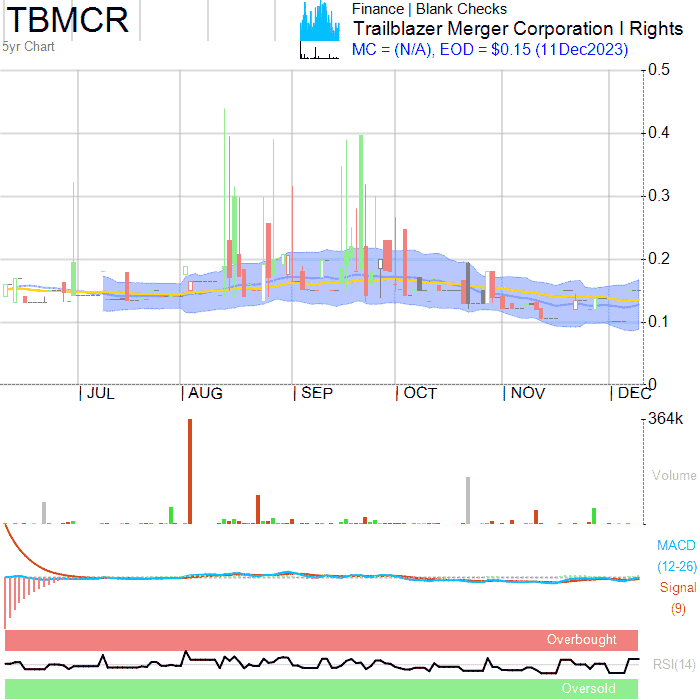 TBMCR
5yr Chart
Finance | Blank Checks
Trailblazer Merger Corporation I Rights
MC = (N/A), EOD = $0.15 (11Dec2023)
0.5
0.4
0.3
0.2
0.1
0
JUL AUG SEP OCT NOV DEC
364k
Volume
MACD
(12-26)
Signal
(9)
Overbought
RSI(14)
Oversold